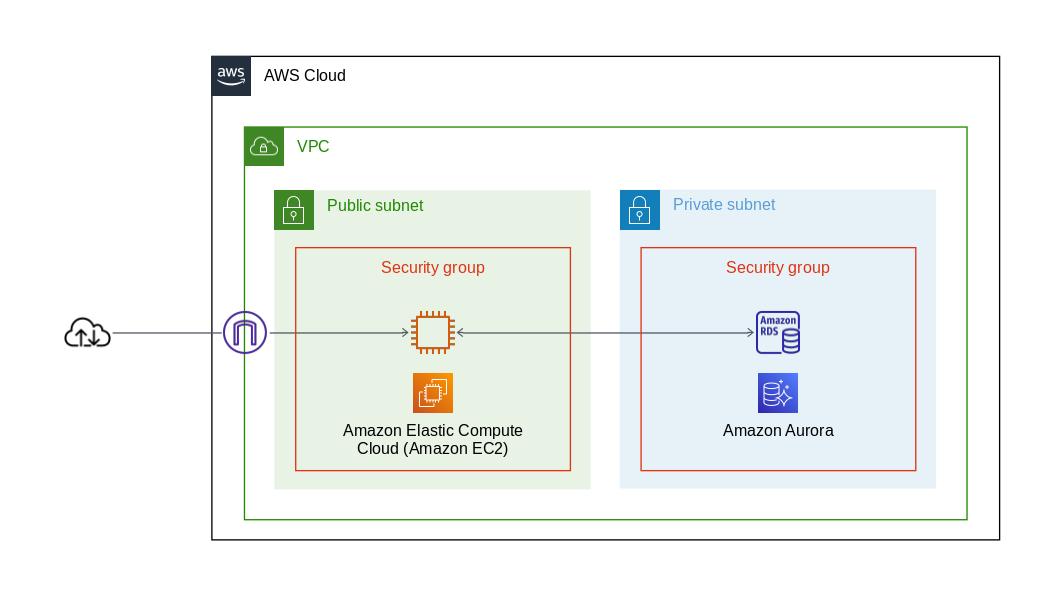 aws
AWS Cloud
VPC
Public subnet
Private subnet
Security group
Security group
Amazon
RDS
Amazon Elastic Compute
Cloud (Amazon EC2)
Amazon Aurora